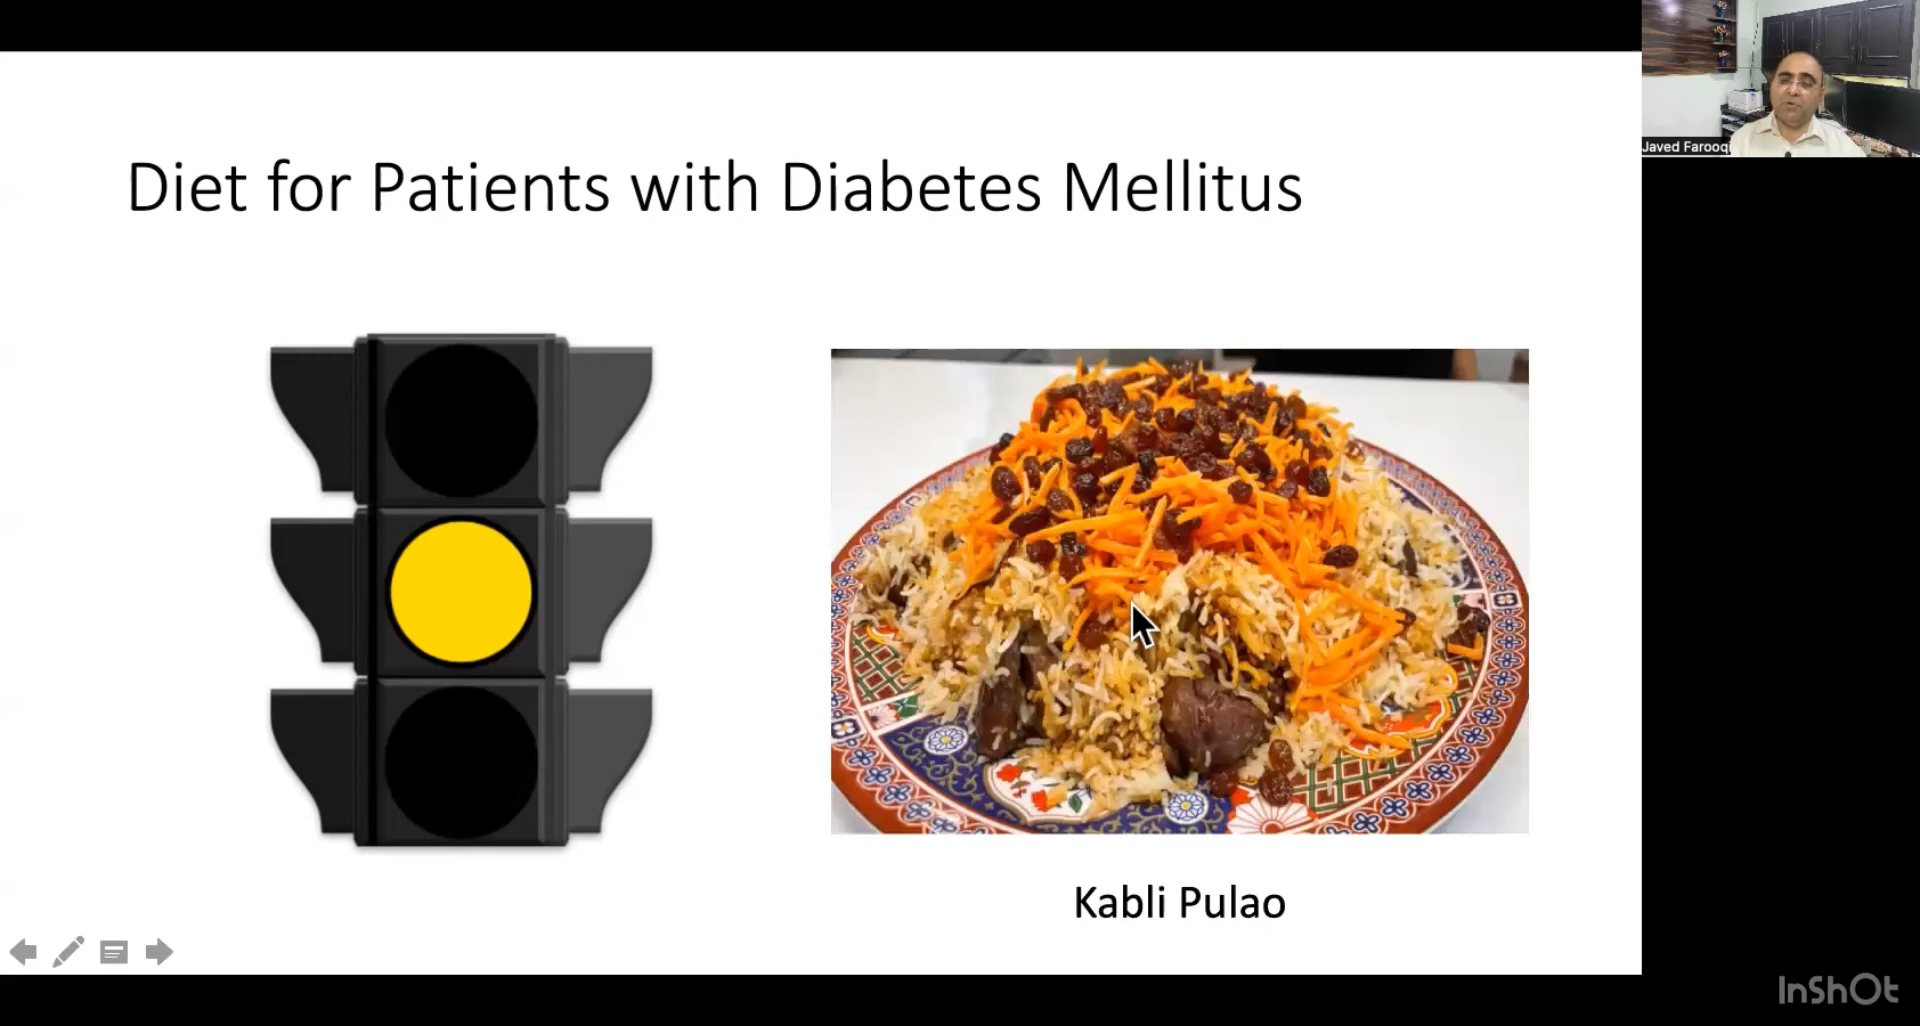 Diet for Patients with Diabetes Mellitus
Javed Farooqi
Kabli Pulao
InShOt